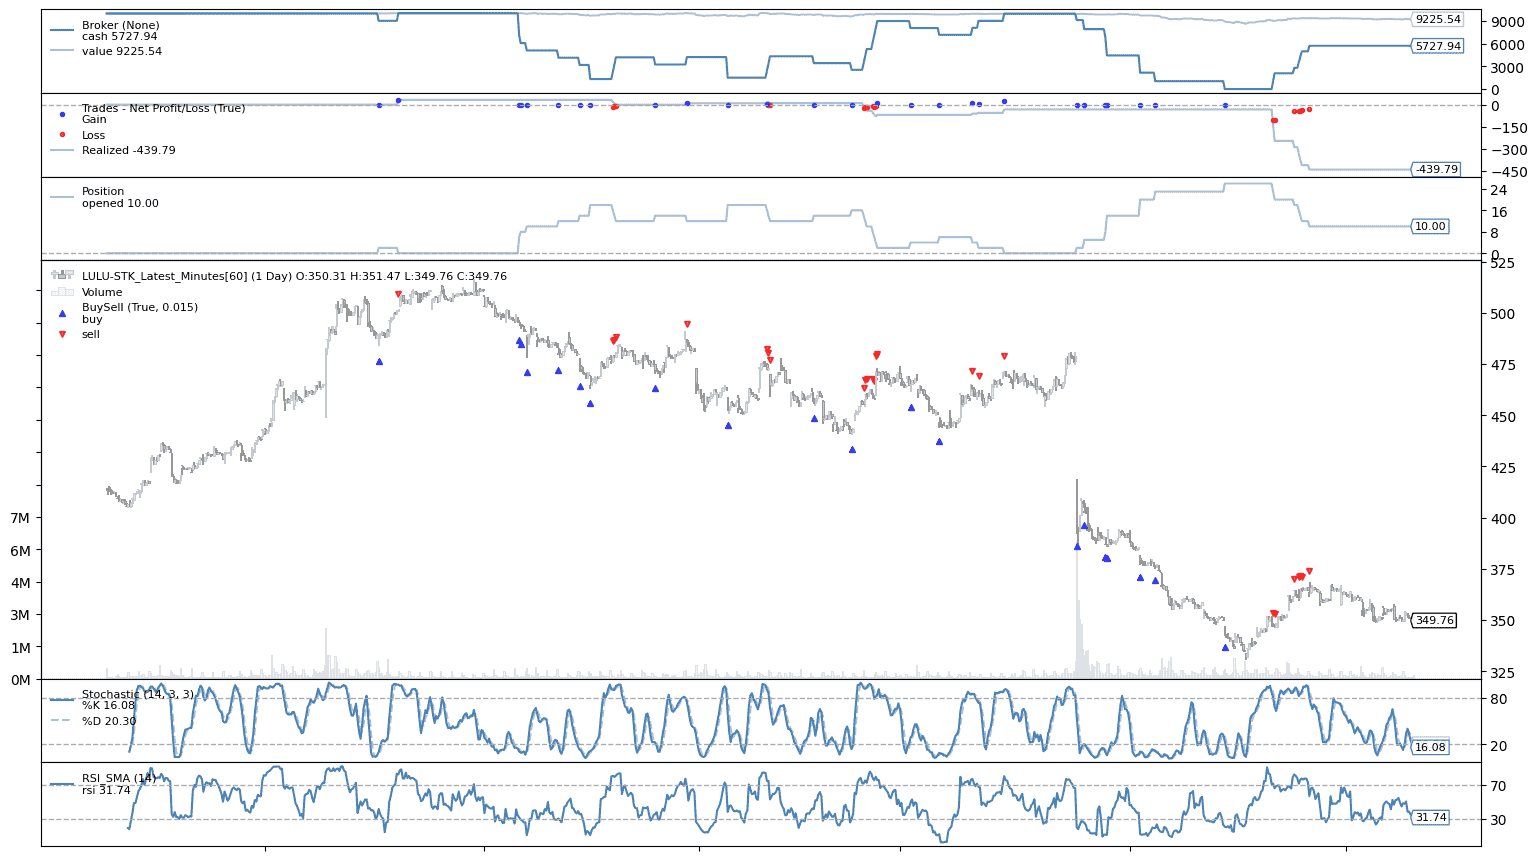 Broker (None)
cash 5727.94
value 9225.54
9225.54
9000
6000
5727.94
3000
0
Trades - Net Profit/Loss (True)
Gain
Loss
Realized -439.79
0
−150
−300
−450
-439.79
Position
opened 10.00
24
16
8
0
10.00
LULU-STK_Latest_Minutes[60] (1 Day) O:350.31 H:351.47 L:349.76 C:349.76
Volume
BuySell (True, 0.015)
buy
sell
525
500
475
450
425
400
375
350
325
349.76
7M
6M
4M
3M
1M
0M
Stochastic (14, 3, 3)
%K 16.08
%D 20.30
80
20
16.08
RSI_SMA (14)
rsi 31.74
70
30
31.74